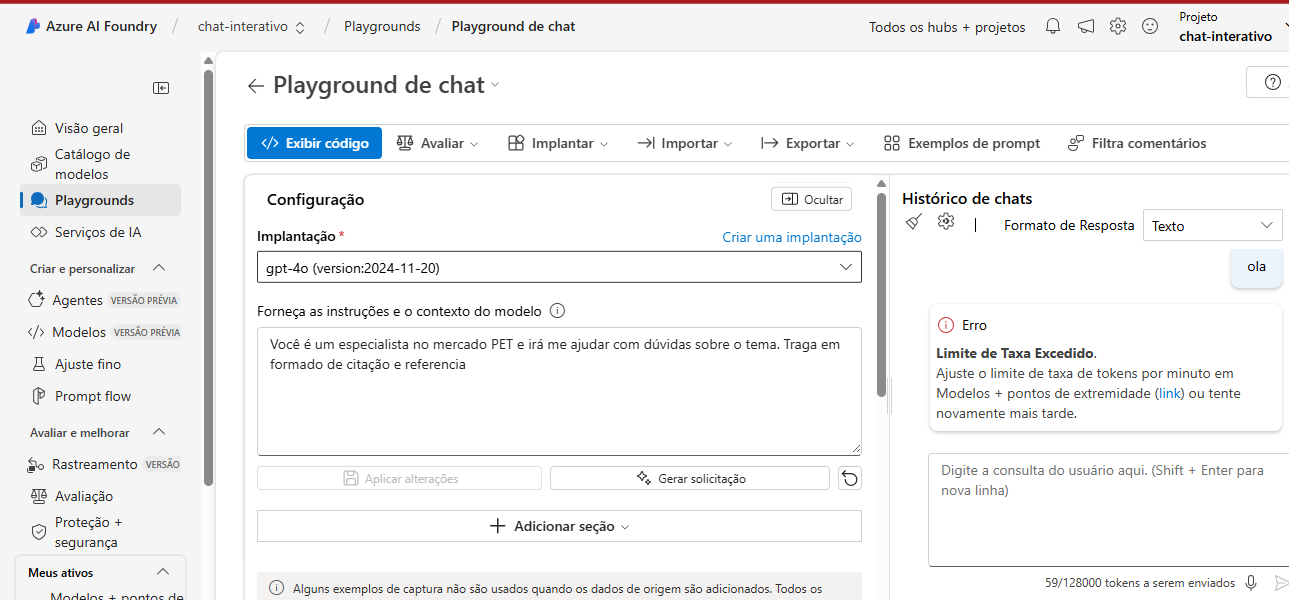 Azure AI Foundry / chat-interativo / Playgrounds / Playground de chat
Todos os hubs + projetos
Projeto
chat-interativo
Visão geral
Catálogo de
modelos
Playgrounds
Serviços de IA
Criar e personalizar
Agentes VERSÃO PRÉVIA
Modelos VERSÃO PRÉVIA
Ajuste fino
Prompt flow
Avaliar e melhorar
Rastreamento VERSÃO
Avaliação
Proteção +
segurança
Meus ativos
Modelos + pontos de
Playground de chat
Exibir código
Avaliar
Implantar
Importar
Exportar
Exemplos de prompt
Filtra comentários
Configuração
Ocultar
Implantação *
Criar uma implantação
gpt-4o (version:2024-11-20)
Forneça as instruções e o contexto do modelo
Você é um especialista no mercado PET e irá me ajudar com dúvidas sobre o tema. Traga em
formado de citação e referencia
Aplicar alterações
Gerar solicitação
Adicionar seção
Alguns exemplos de captura não são usados quando os dados de origem são adicionados. Todos os
Histórico de chats
Formato de Resposta
Texto
ola
Erro
Limite de Taxa Excedido.
Ajuste o limite de taxa de tokens por minuto em
Modelos + pontos de extremidade (link) ou tente
novamente mais tarde.
Digite a consulta do usuário aqui. (Shift + Enter para
nova linha)
59/128000 tokens a serem enviados